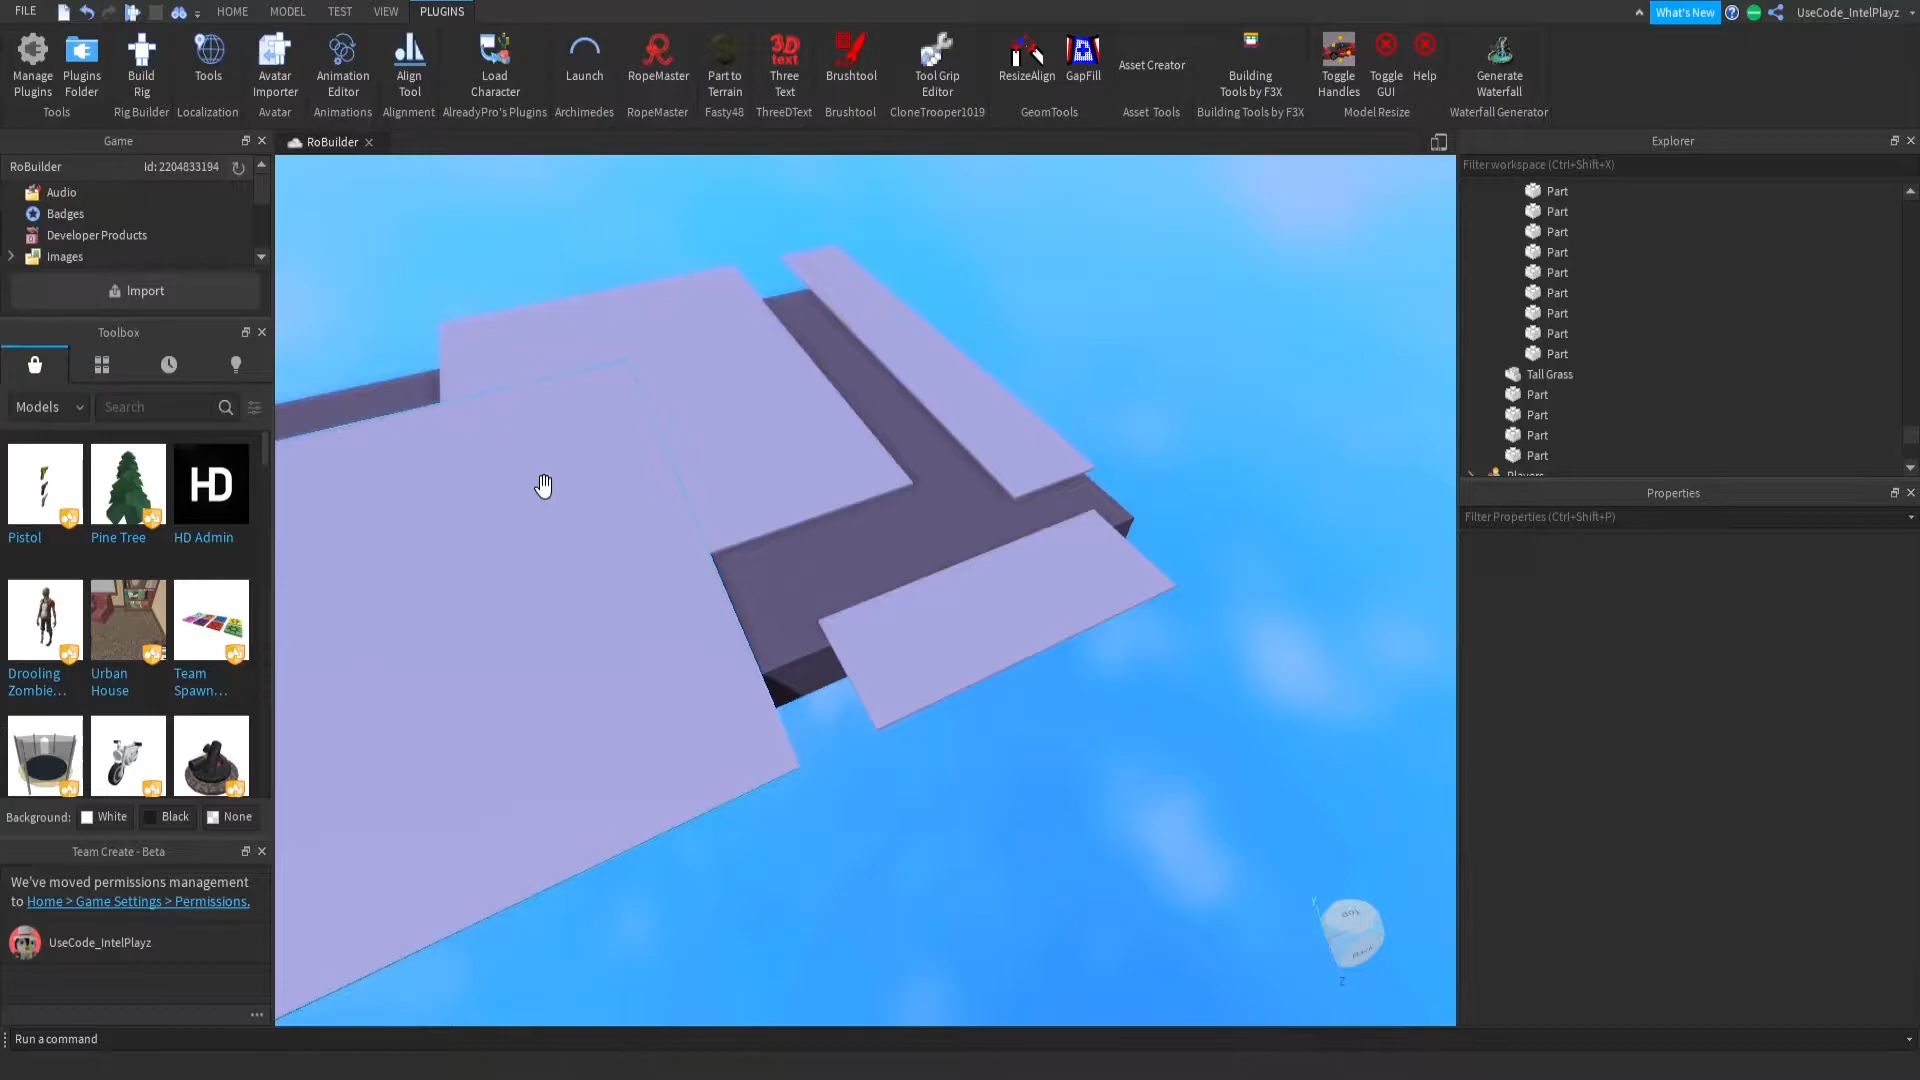 FILE HOME MODEL TEST VIEW PLUGINS What's New UseCode_IntelPlayz
Manage Plugins
Plugins Folder
Tools
Build Rig
Rig Builder
Tools
Localization
Avatar Importer
Avatar
Animation Editor
Animations
Align Tool
Alignment
Load Character
AlreadyPro's Plugins
Launch
Archimedes
RopeMaster
RopeMaster
Part to Terrain
Fasty48
3D text
Three Text
ThreeDText
Brushtool
Brushtool
Tool Grip Editor
CloneTrooper1019
ResizeAlign
GapFill
GeomTools
Asset Creator
Asset Tools
Building Tools by F3X
Building Tools by F3X
Toggle Handles
Toggle GUI
Help
Model Resize
Generate Waterfall
Waterfall Generator
Game
RoBuilder Id: 2204833194
Audio
Badges
Developer Products
Images
Import
Toolbox
Models Search
Pistol
Pine Tree
HD
HD Admin
Drooling Zombie...
Urban House
Team Spawn...
Background: White Black None
Team Create - Beta
We've moved permissions management
to Home > Game Settings > Permissions.
UseCode_IntelPlayz
Run a command
RoBuilder
Top
Z
Explorer
Filter workspace (Ctrl+Shift+X)
Part
Part
Part
Part
Part
Part
Part
Part
Part
Tall Grass
Part
Part
Part
Part
Players
Properties
Filter Properties (Ctrl+Shift+P)